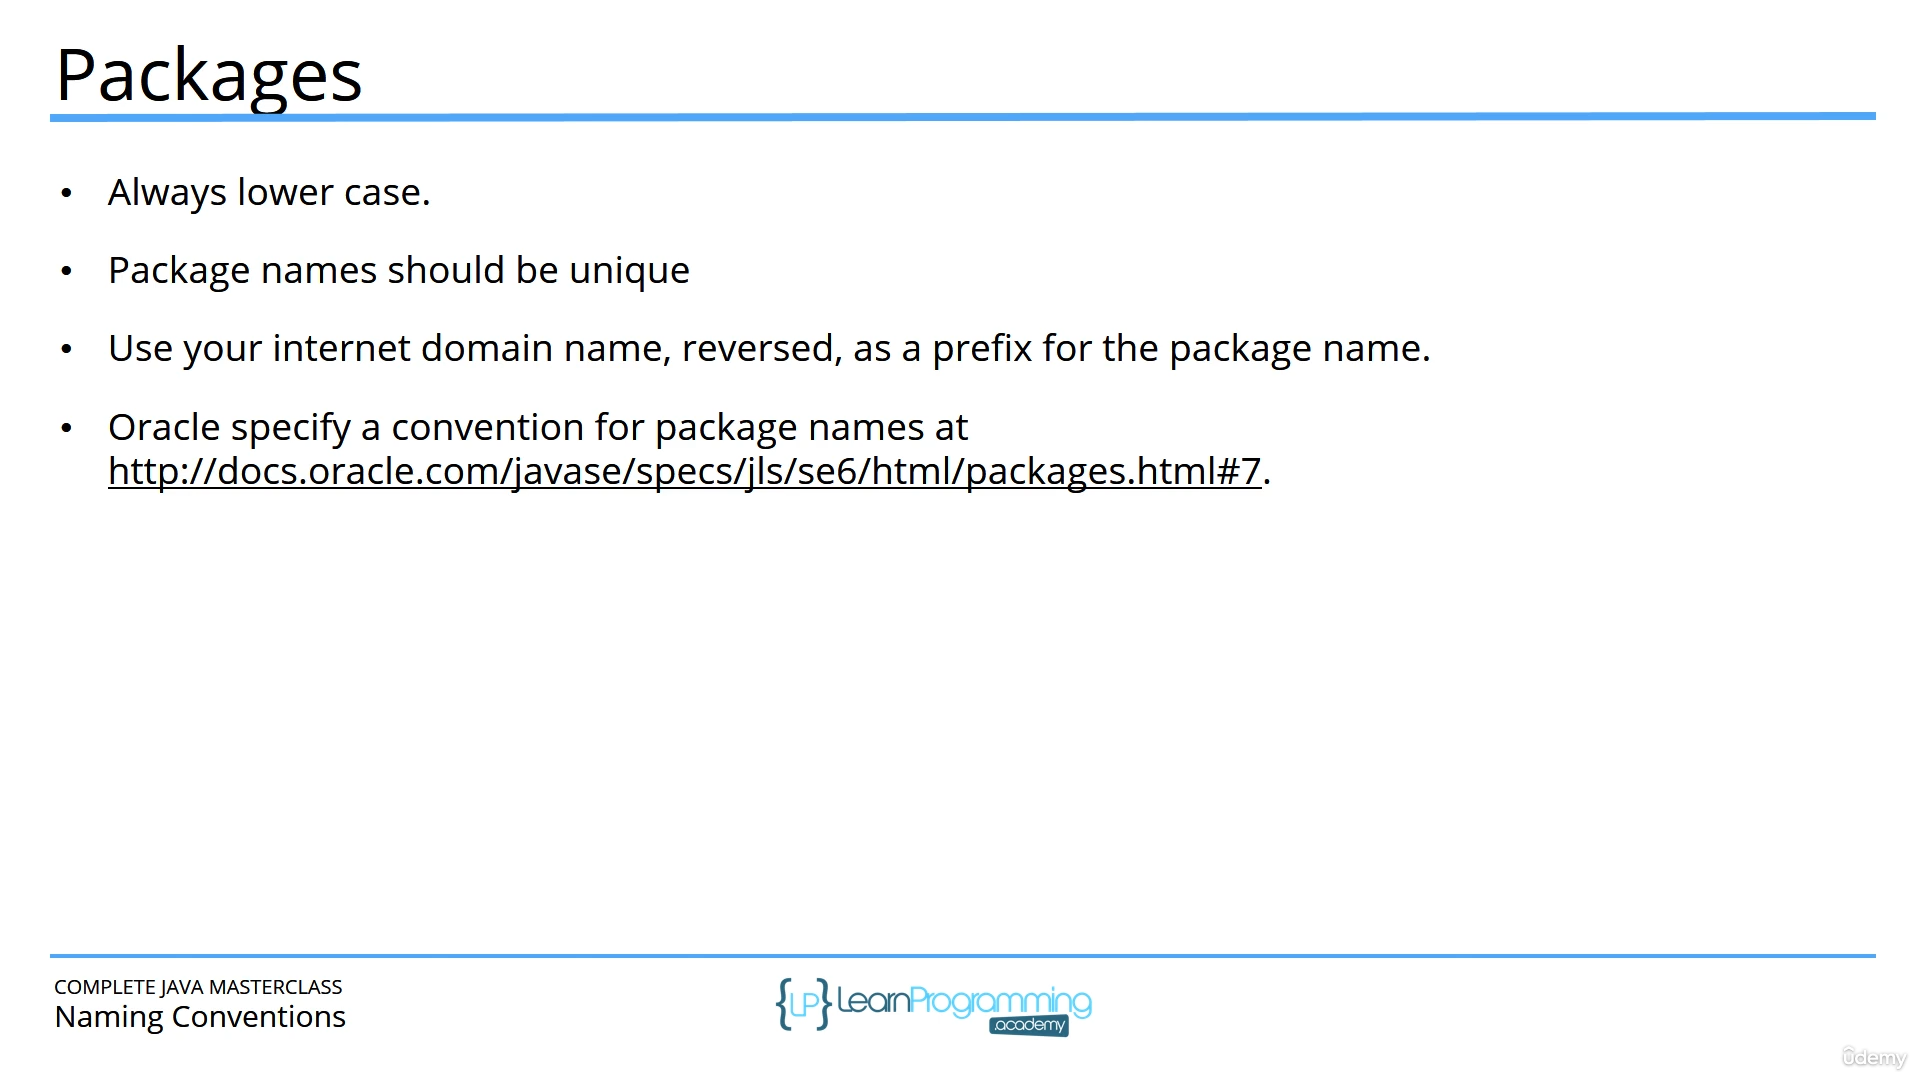 Packages
• Always lower case.
• Package names should be unique
• Use your internet domain name, reversed, as a prefix for the package name.
• Oracle specify a convention for package names at
http://docs.oracle.com/javase/specs/jls/se6/html/packages.html#7.
COMPLETE JAVA MASTERCLASS
Naming Conventions
{LP} LearnProgramming
academy
ûdemy